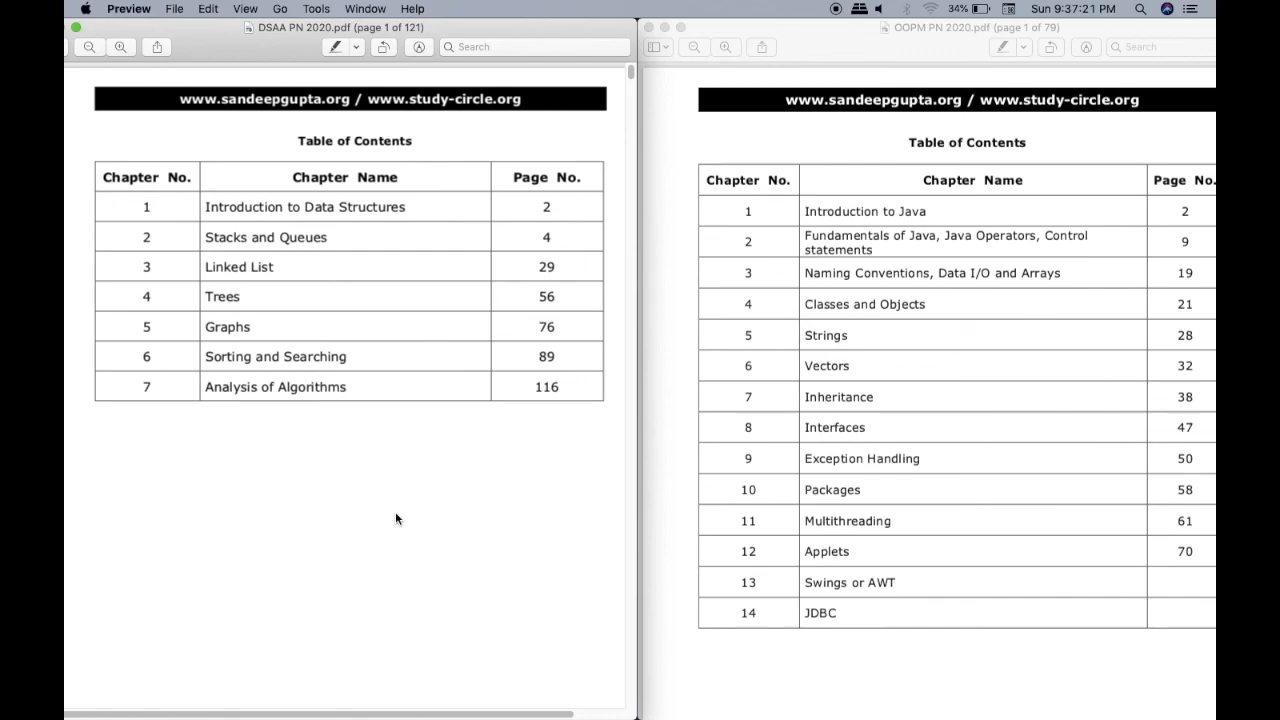 Preview File Edit View Go Tools Window Help 34% Sun 9:37:21 PM
DSAA PN 2020.pdf (page 1 of 121)
Search
www.sandeepgupta.org / www.study-circle.org
Table of Contents
Chapter No. Chapter Name Page No.
1 Introduction to Data Structures 2
2 Stacks and Queues 4
3 Linked List 29
4 Trees 56
5 Graphs 76
6 Sorting and Searching 89
7 Analysis of Algorithms 116
OOPM PN 2020.pdf (page 1 of 79)
Search
www.sandeepgupta.org / www.study-circle.org
Table of Contents
Chapter No. Chapter Name Page No.
1 Introduction to Java 2
2 Fundamentals of Java, Java Operators, Control
statements 9
3 Naming Conventions, Data I/O and Arrays 19
4 Classes and Objects 21
5 Strings 28
6 Vectors 32
7 Inheritance 38
8 Interfaces 47
9 Exception Handling 50
10 Packages 58
11 Multithreading 61
12 Applets 70
13 Swings or AWT
14 JDBC